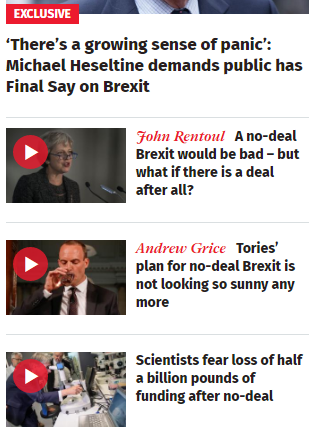 EXCLUSIVE
‘There’s a growing sense of panic’:
Michael Heseltine demands public has
Final Say on Brexit
John Rentoul A no-deal
Brexit would be bad – but
what if there is a deal
after all?
Andrew Grice Tories’
plan for no-deal Brexit is
not looking so sunny any
more
Scientists fear loss of half
a billion pounds of
funding after no-deal